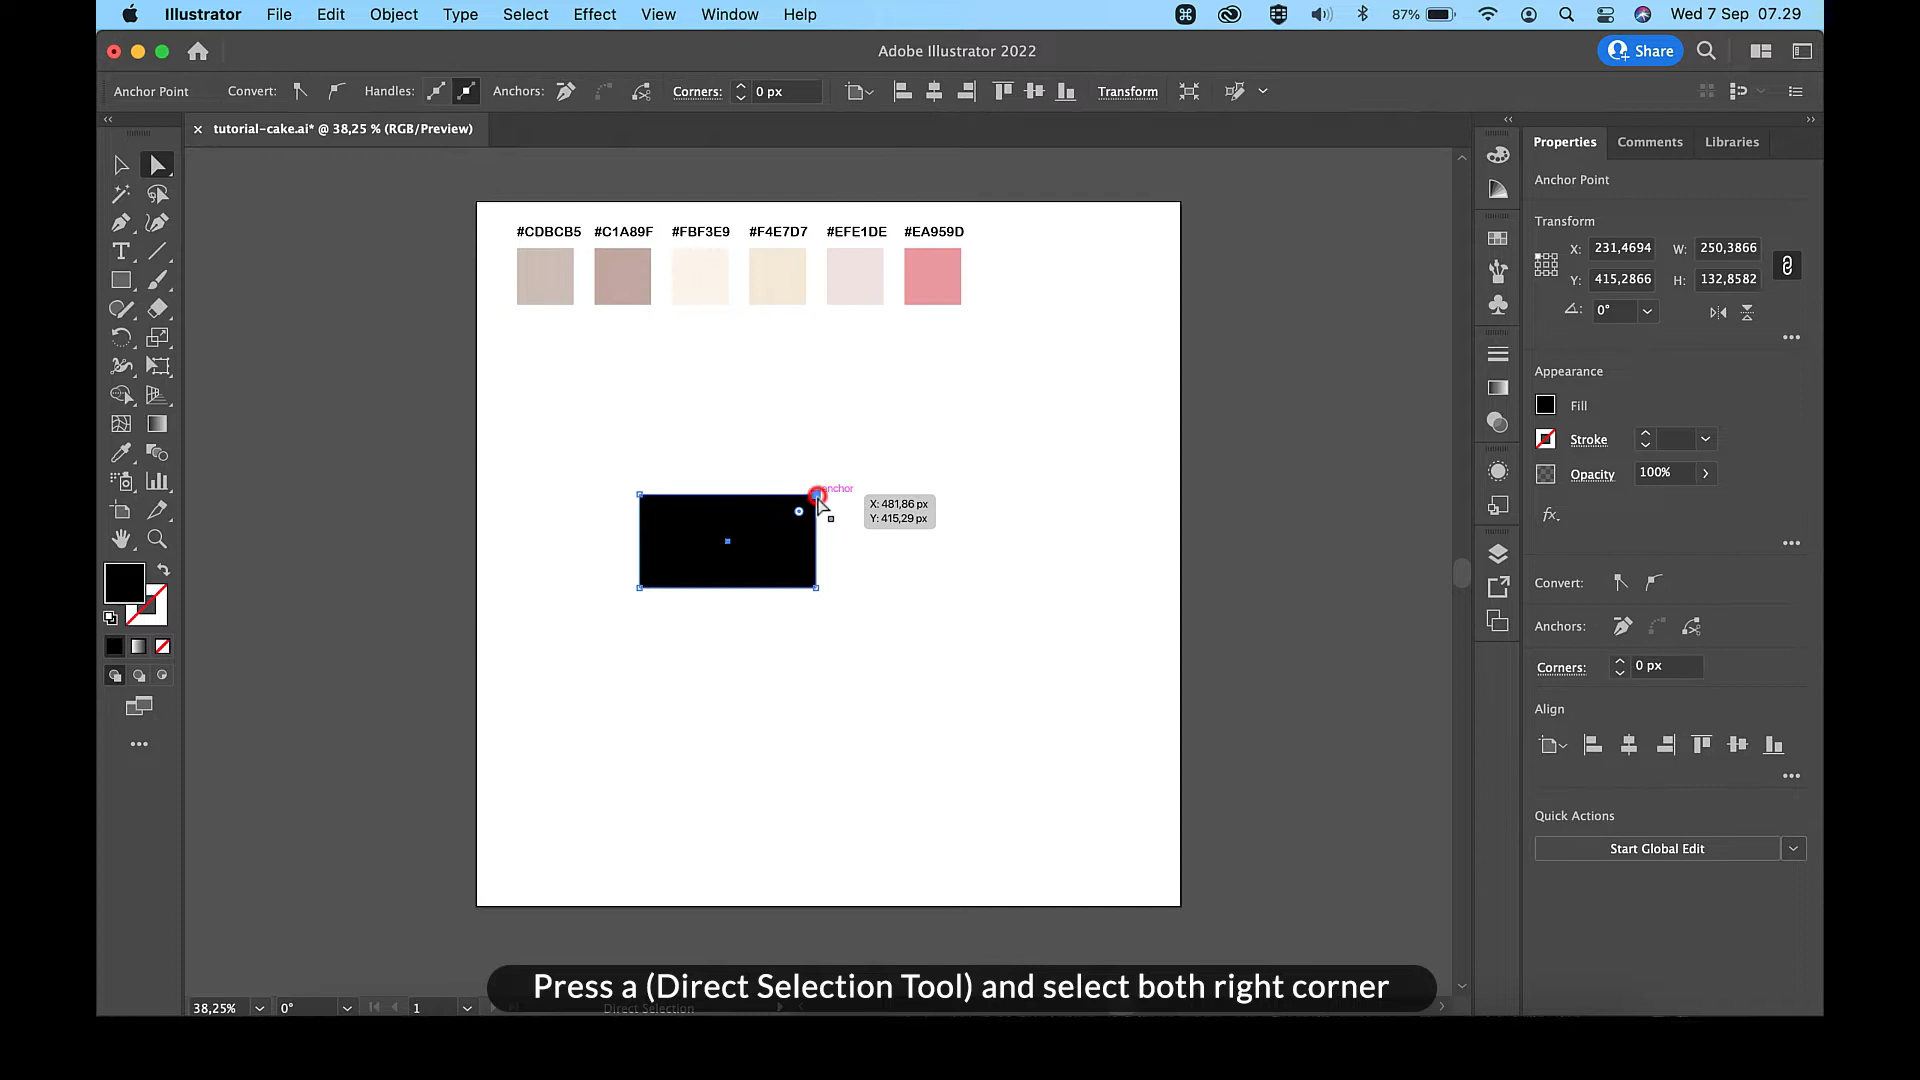 Illustrator File Edit Object Type Select Effect View Window Help 87% Wed 7 Sep 07.29
Adobe Illustrator 2022
Share
Anchor Point Convert: Handles: Anchors: Corners: 0 px Transform
tutorial-cake.ai* @ 38,25 % (RGB/Preview)
Properties Comments Libraries
Anchor Point
Transform
X: 231,4694 W: 250,3866
Y: 415,2866 H: 132,8582
0°
Appearance
Fill
Stroke
Opacity 100%
fx.
Convert:
Anchors:
Corners: 0 px
Align
Quick Actions
Start Global Edit
#CDBCB5 #C1A89F #FBF3E9 #F4E7D7 #EFE1DE #EA959D
anchor
X: 481,86 px
Y: 415,29 px
Press a (Direct Selection Tool) and select both right corner
38,25% 0° 1 Direct Selection